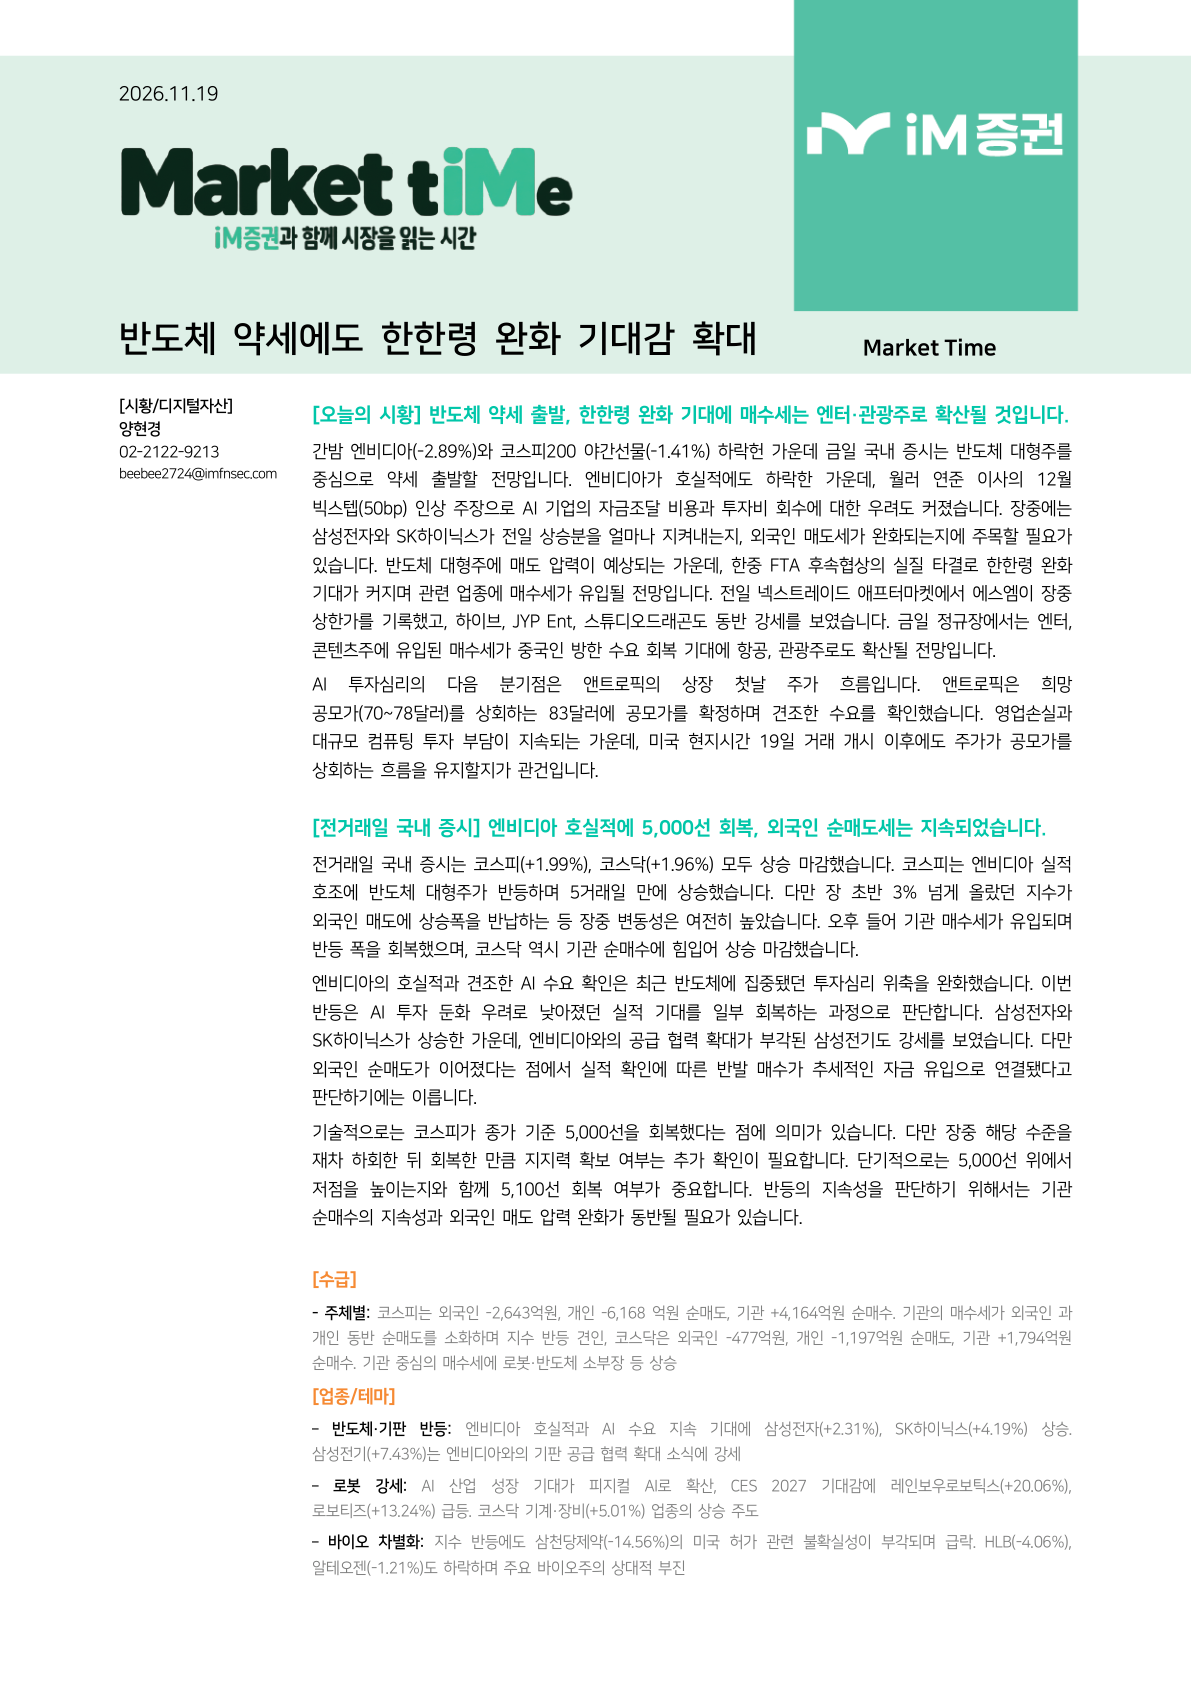 2026.11.19
iM증권
Market tiMe
iM증권과 함께 시장을 읽는 시간
반도체 약세에도 한한령 완화 기대감 확대
Market Time
[시황/디지털자산]
양현경
02-2122-9213
beebee2724@imfnsec.com
[오늘의 시황] 반도체 약세 출발, 한한령 완화 기대에 매수세는 엔터·관광주로 확산될 것입니다.
간밤 엔비디아(-2.89%)와 코스피200 야간선물(-1.41%) 하락헌 가운데 금일 국내 증시는 반도체 대형주를
중심으로 약세 출발할 전망입니다. 엔비디아가 호실적에도 하락한 가운데, 월러 연준 이사의 12월
빅스텝(50bp) 인상 주장으로 AI 기업의 자금조달 비용과 투자비 회수에 대한 우려도 커졌습니다. 장중에는
삼성전자와 SK하이닉스가 전일 상승분을 얼마나 지켜내는지, 외국인 매도세가 완화되는지에 주목할 필요가
있습니다. 반도체 대형주에 매도 압력이 예상되는 가운데, 한중 FTA 후속협상의 실질 타결로 한한령 완화
기대가 커지며 관련 업종에 매수세가 유입될 전망입니다. 전일 넥스트레이드 애프터마켓에서 에스엠이 장중
상한가를 기록했고, 하이브, JYP Ent, 스튜디오드래곤도 동반 강세를 보였습니다. 금일 정규장에서는 엔터,
콘텐츠주에 유입된 매수세가 중국인 방한 수요 회복 기대에 항공, 관광주로도 확산될 전망입니다.
AI 투자심리의 다음 분기점은 앤트로픽의 상장 첫날 주가 흐름입니다. 앤트로픽은 희망
공모가(70~78달러)를 상회하는 83달러에 공모가를 확정하며 견조한 수요를 확인했습니다. 영업손실과
대규모 컴퓨팅 투자 부담이 지속되는 가운데, 미국 현지시간 19일 거래 개시 이후에도 주가가 공모가를
상회하는 흐름을 유지할지가 관건입니다.
[전거래일 국내 증시] 엔비디아 호실적에 5,000선 회복, 외국인 순매도세는 지속되었습니다.
전거래일 국내 증시는 코스피(+1.99%), 코스닥(+1.96%) 모두 상승 마감했습니다. 코스피는 엔비디아 실적
호조에 반도체 대형주가 반등하며 5거래일 만에 상승했습니다. 다만 장 초반 3% 넘게 올랐던 지수가
외국인 매도에 상승폭을 반납하는 등 장중 변동성은 여전히 높았습니다. 오후 들어 기관 매수세가 유입되며
반등 폭을 회복했으며, 코스닥 역시 기관 순매수에 힘입어 상승 마감했습니다.
엔비디아의 호실적과 견조한 AI 수요 확인은 최근 반도체에 집중됐던 투자심리 위축을 완화했습니다. 이번
반등은 AI 투자 둔화 우려로 낮아졌던 실적 기대를 일부 회복하는 과정으로 판단합니다. 삼성전자와
SK하이닉스가 상승한 가운데, 엔비디아와의 공급 협력 확대가 부각된 삼성전기도 강세를 보였습니다. 다만
외국인 순매도가 이어졌다는 점에서 실적 확인에 따른 반발 매수가 추세적인 자금 유입으로 연결됐다고
판단하기에는 이릅니다.
기술적으로는 코스피가 종가 기준 5,000선을 회복했다는 점에 의미가 있습니다. 다만 장중 해당 수준을
재차 하회한 뒤 회복한 만큼 지지력 확보 여부는 추가 확인이 필요합니다. 단기적으로는 5,000선 위에서
저점을 높이는지와 함께 5,100선 회복 여부가 중요합니다. 반등의 지속성을 판단하기 위해서는 기관
순매수의 지속성과 외국인 매도 압력 완화가 동반될 필요가 있습니다.
[수급]
- 주체별: 코스피는 외국인 -2,643억원, 개인 -6,168 억원 순매도, 기관 +4,164억원 순매수. 기관의 매수세가 외국인 과
개인 동반 순매도를 소화하며 지수 반등 견인, 코스닥은 외국인 -477억원, 개인 -1,197억원 순매도, 기관 +1,794억원
순매수. 기관 중심의 매수세에 로봇·반도체 소부장 등 상승
[업종/테마]
- 반도체·기판 반등: 엔비디아 호실적과 AI 수요 지속 기대에 삼성전자(+2.31%), SK하이닉스(+4.19%) 상승.
삼성전기(+7.43%)는 엔비디아와의 기판 공급 협력 확대 소식에 강세
- 로봇 강세: AI 산업 성장 기대가 피지컬 AI로 확산, CES 2027 기대감에 레인보우로보틱스(+20.06%),
로보티즈(+13.24%) 급등. 코스닥 기계·장비(+5.01%) 업종의 상승 주도
- 바이오 차별화: 지수 반등에도 삼천당제약(-14.56%)의 미국 허가 관련 불확실성이 부각되며 급락. HLB(-4.06%),
알테오젠(-1.21%)도 하락하며 주요 바이오주의 상대적 부진